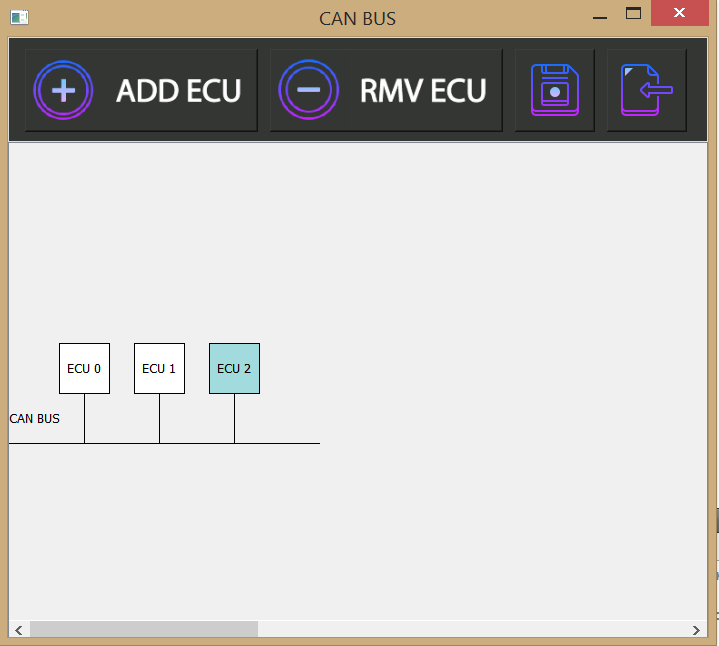 CAN BUS
ADD ECU
RMV ECU
ECU 0
ECU 1
ECU 2
CAN BUS